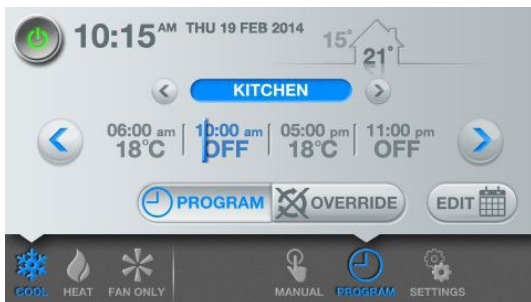 10:15 AM THU 19 FEB 2014
15°
21°
KITCHEN
06:00 am 10:00 am 05:00 pm 11:00 pm
18°C OFF 18°C OFF
PROGRAM OVERRIDE EDIT
COOL HEAT FAN ONLY MANUAL PROGRAM SETTINGS